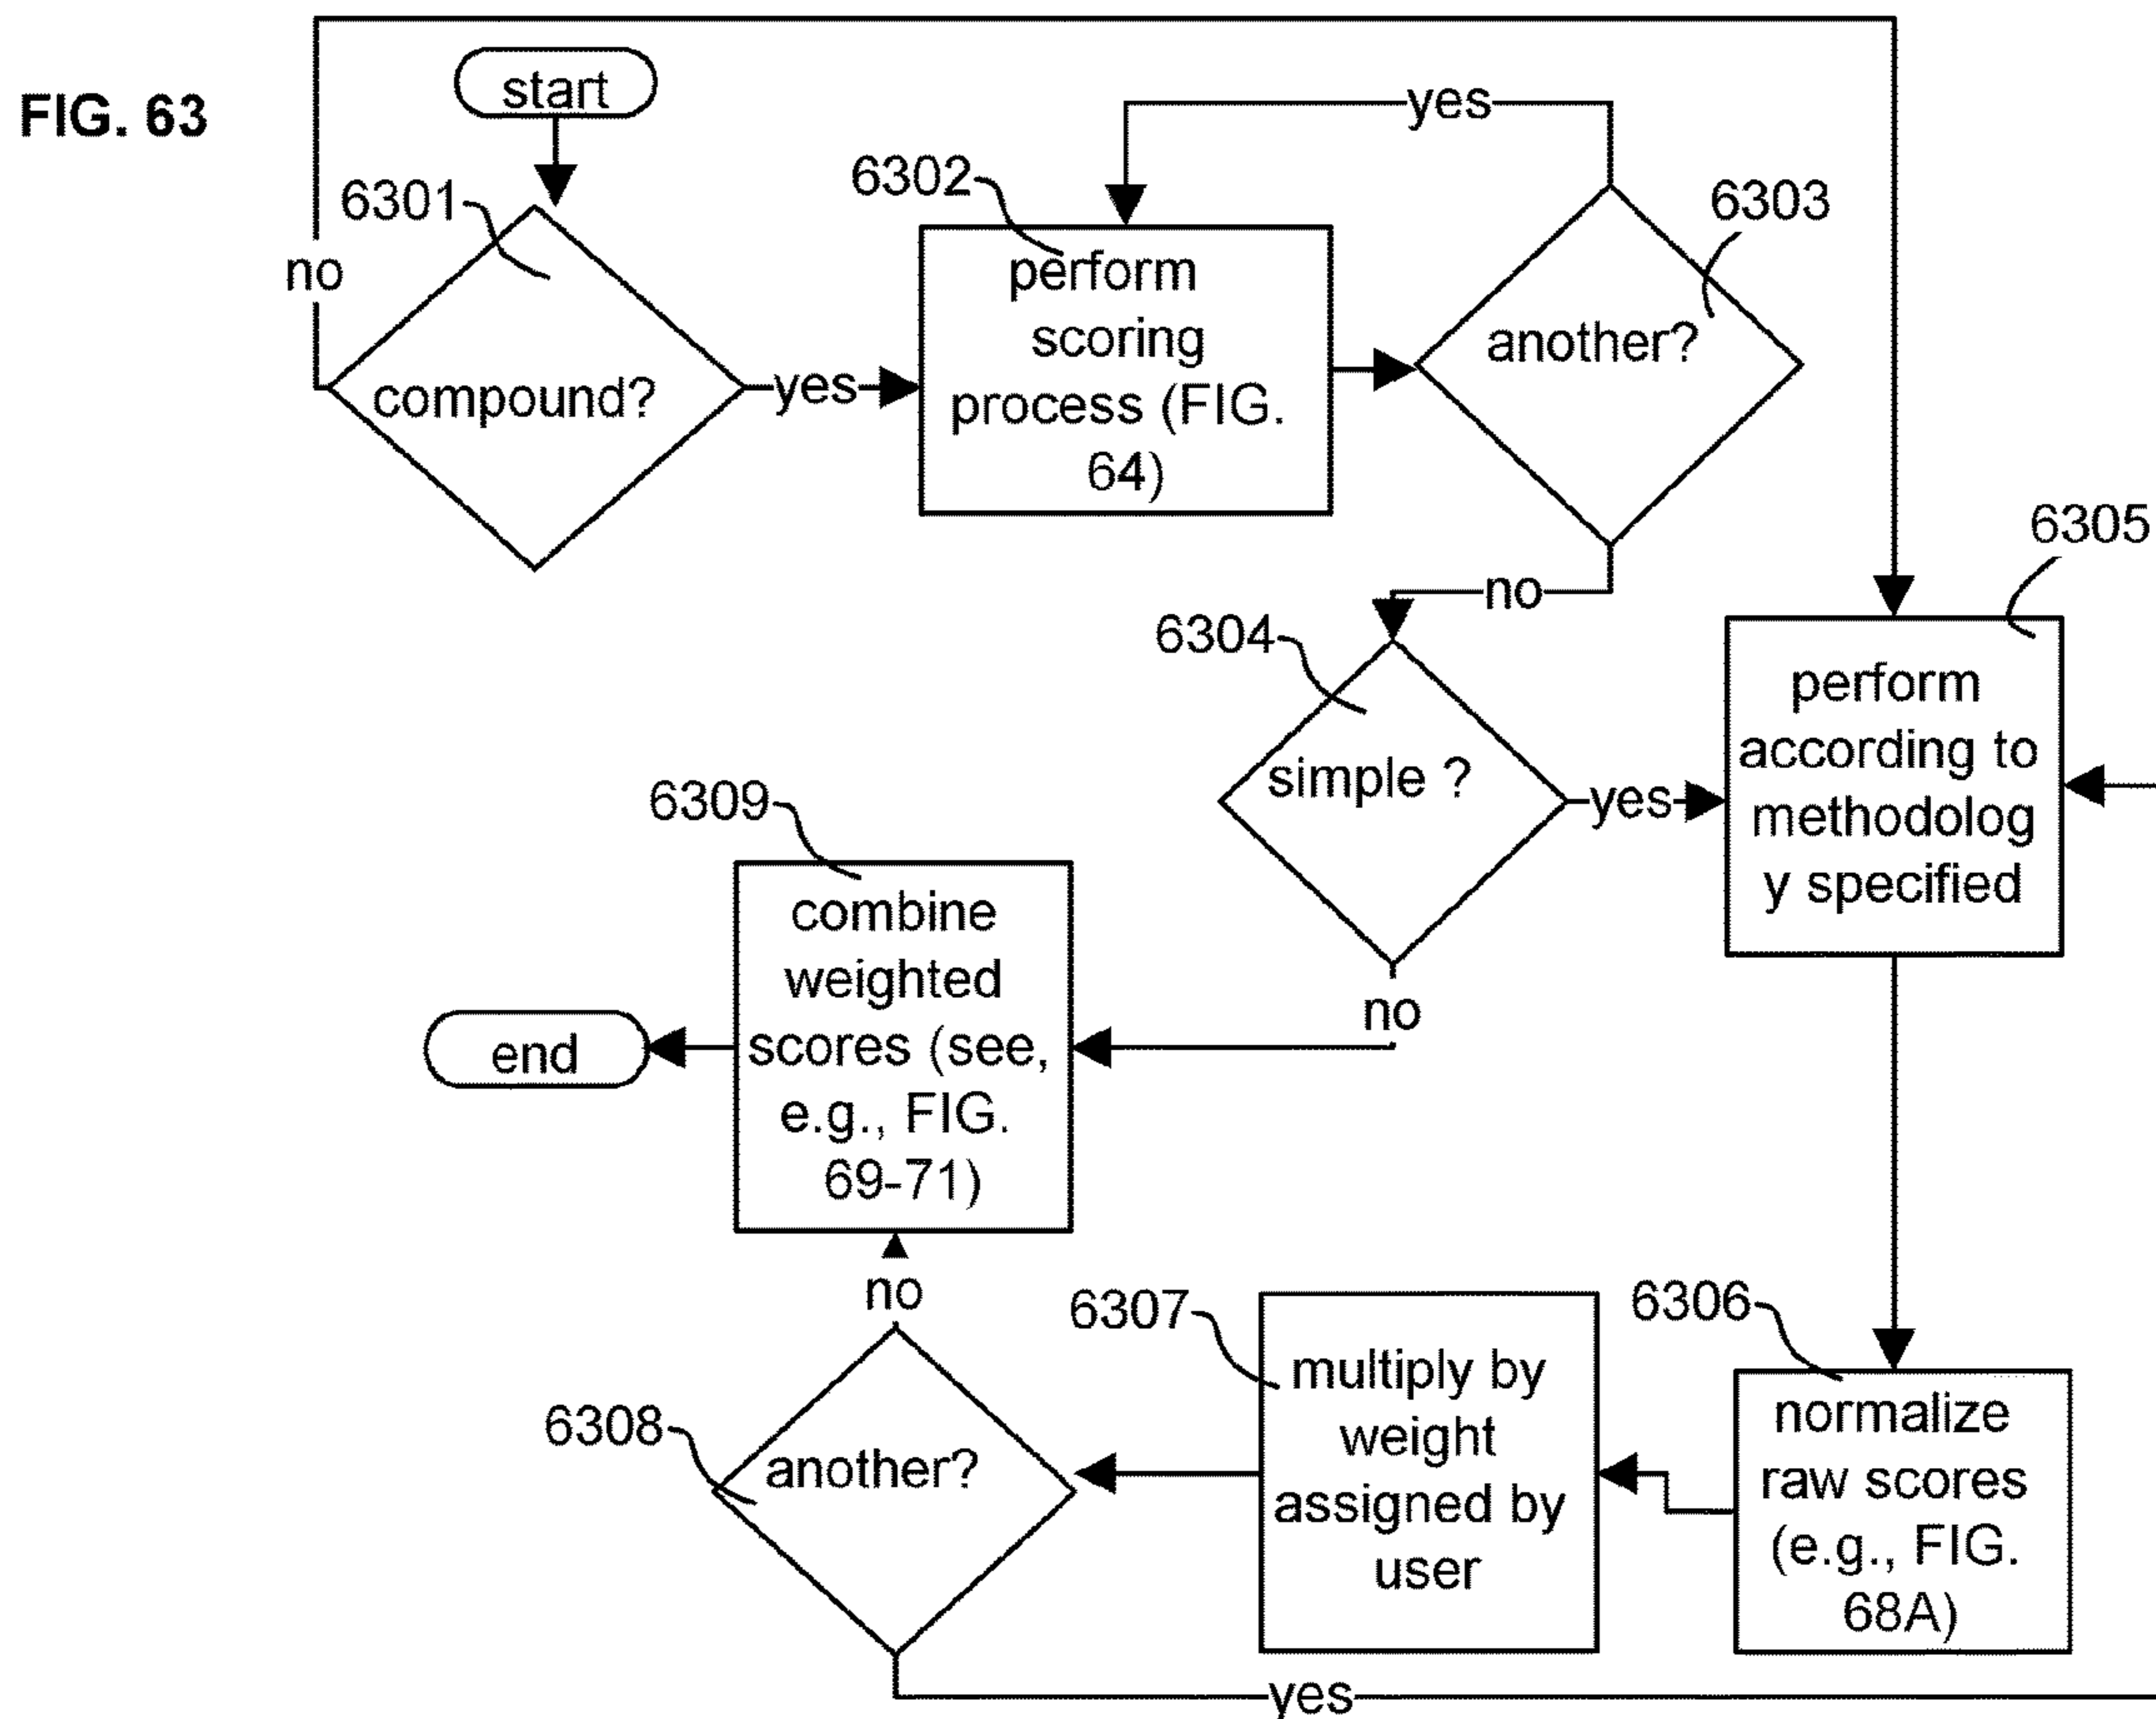 FIG. 63
start
6301
no
compound?
yes
6302
perform
scoring
process (FIG.
64)
yes
6303
another?
no
6304
simple ?
yes
6305
perform
according to
methodolog
y specified
no
6309
combine
weighted
scores (see,
e.g., FIG.
69-71)
end
6306
normalize
raw scores
(e.g., FIG.
68A)
6307
multiply by
weight
assigned by
user
6308
another?
no
yes